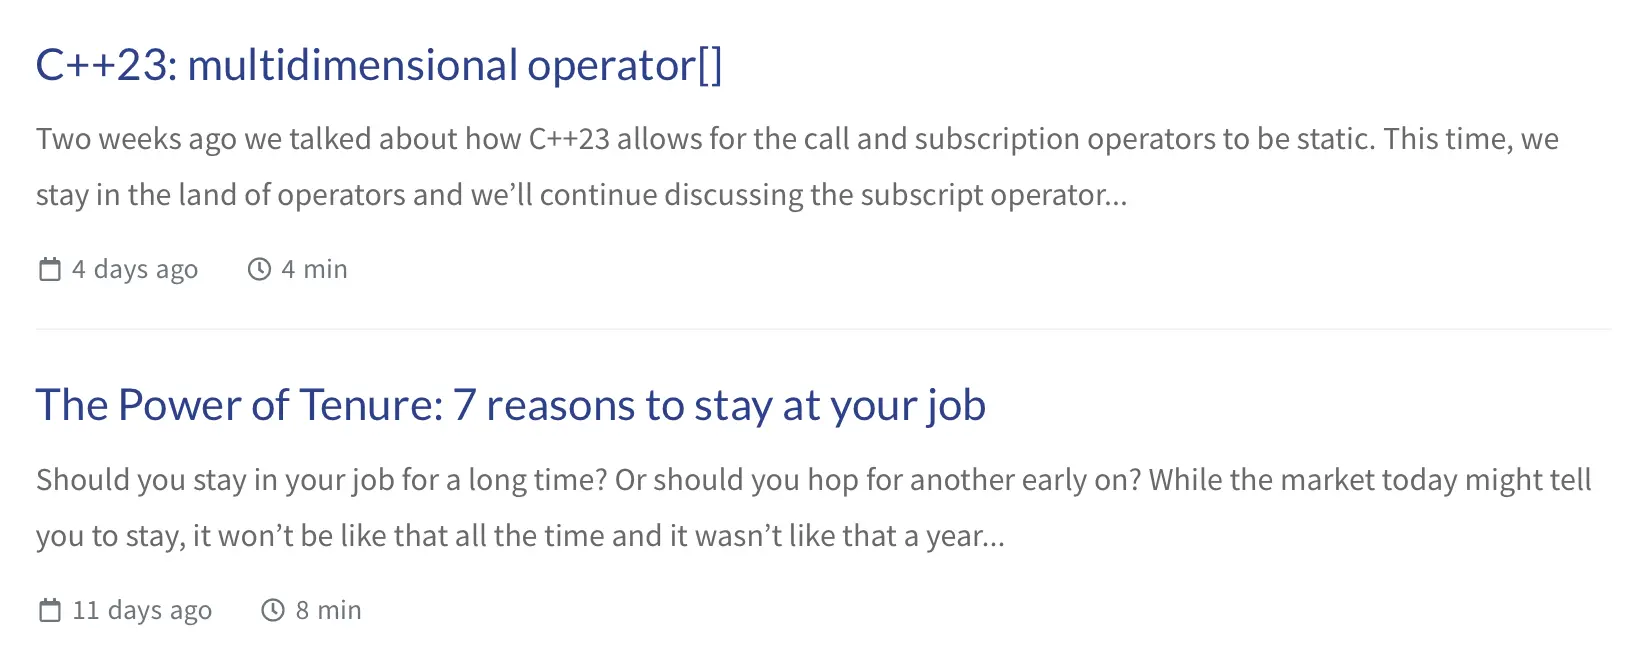 C++23: multidimensional operator[]
Two weeks ago we talked about how C++23 allows for the call and subscription operators to be static. This time, we
stay in the land of operators and we’ll continue discussing the subscript operator...
4 days ago 4 min
The Power of Tenure: 7 reasons to stay at your job
Should you stay in your job for a long time? Or should you hop for another early on? While the market today might tell
you to stay, it won’t be like that all the time and it wasn’t like that a year...
11 days ago 8 min